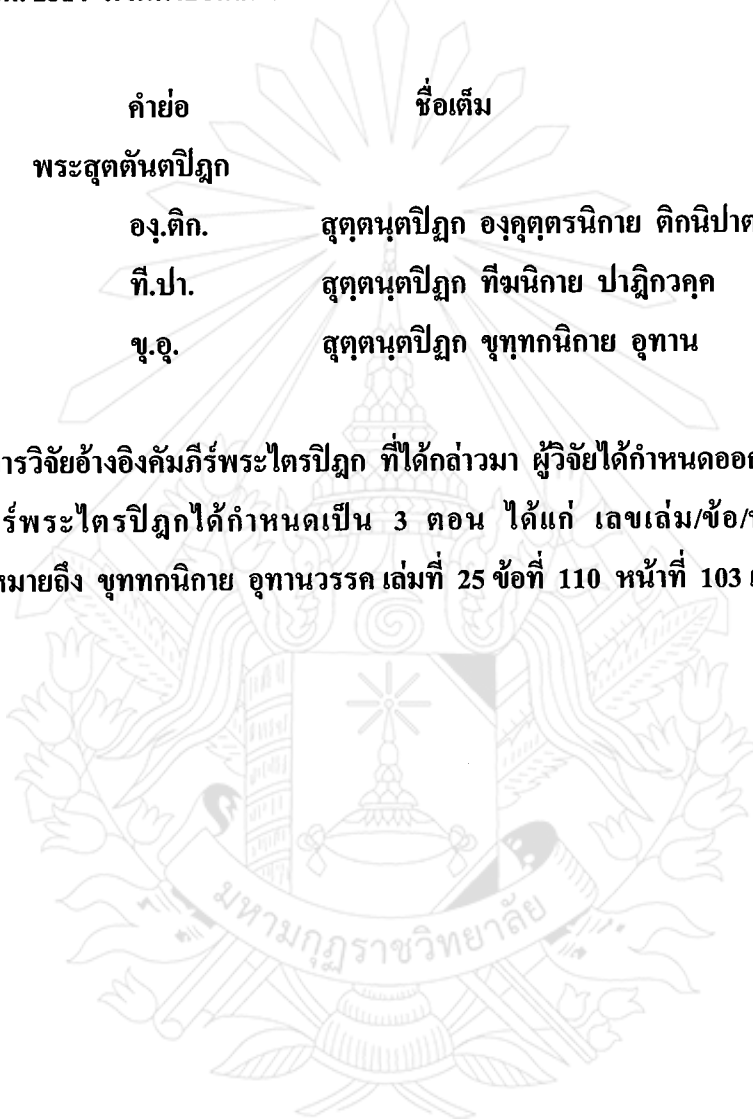 คำย่อ ชื่อเต็ม
พระสุตตันตปิฎก
องฺ.ติก. สุตฺตนฺตปิฏก องฺคุตฺตรนิกาย ติกนิปาต
ที.ปา. สุตฺตนฺตปิฏก ทีฆนิกาย ปาฏิกวคฺค
ขุ.อุ. สุตฺตนฺตปิฏก ขุทฺทกนิกาย อุทาน
ารวิจัยอ้างอิงคัมภีร์พระไตรปิฎก ที่ได้กล่าวมา ผู้วิจัยได้กำหนดออก
ร์พระไตรปิฎกได้กำหนดเป็น 3 ตอน ได้แก่ เลขเล่ม/ข้อ/
หมายถึง ขุททกนิกาย อุทานวรรค เล่มที่ 25 ข้อที่ 110 หน้าที่ 103
มหามกุฏราชวิทยาลัย